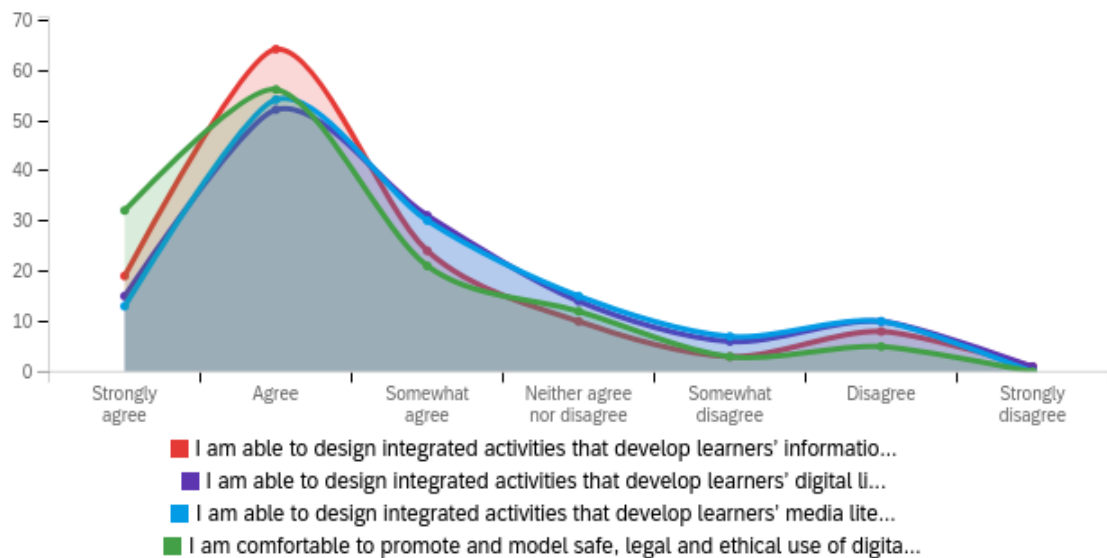 70
60
50
40
30
20
10
0
Strongly agree
Agree
Somewhat agree
Neither agree nor disagree
Somewhat disagree
Disagree
Strongly disagree
I am able to design integrated activities that develop learners' informatio...
I am able to design integrated activities that develop learners' digital li...
I am able to design integrated activities that develop learners' media lite...
I am comfortable to promote and model safe, legal and ethical use of digita...